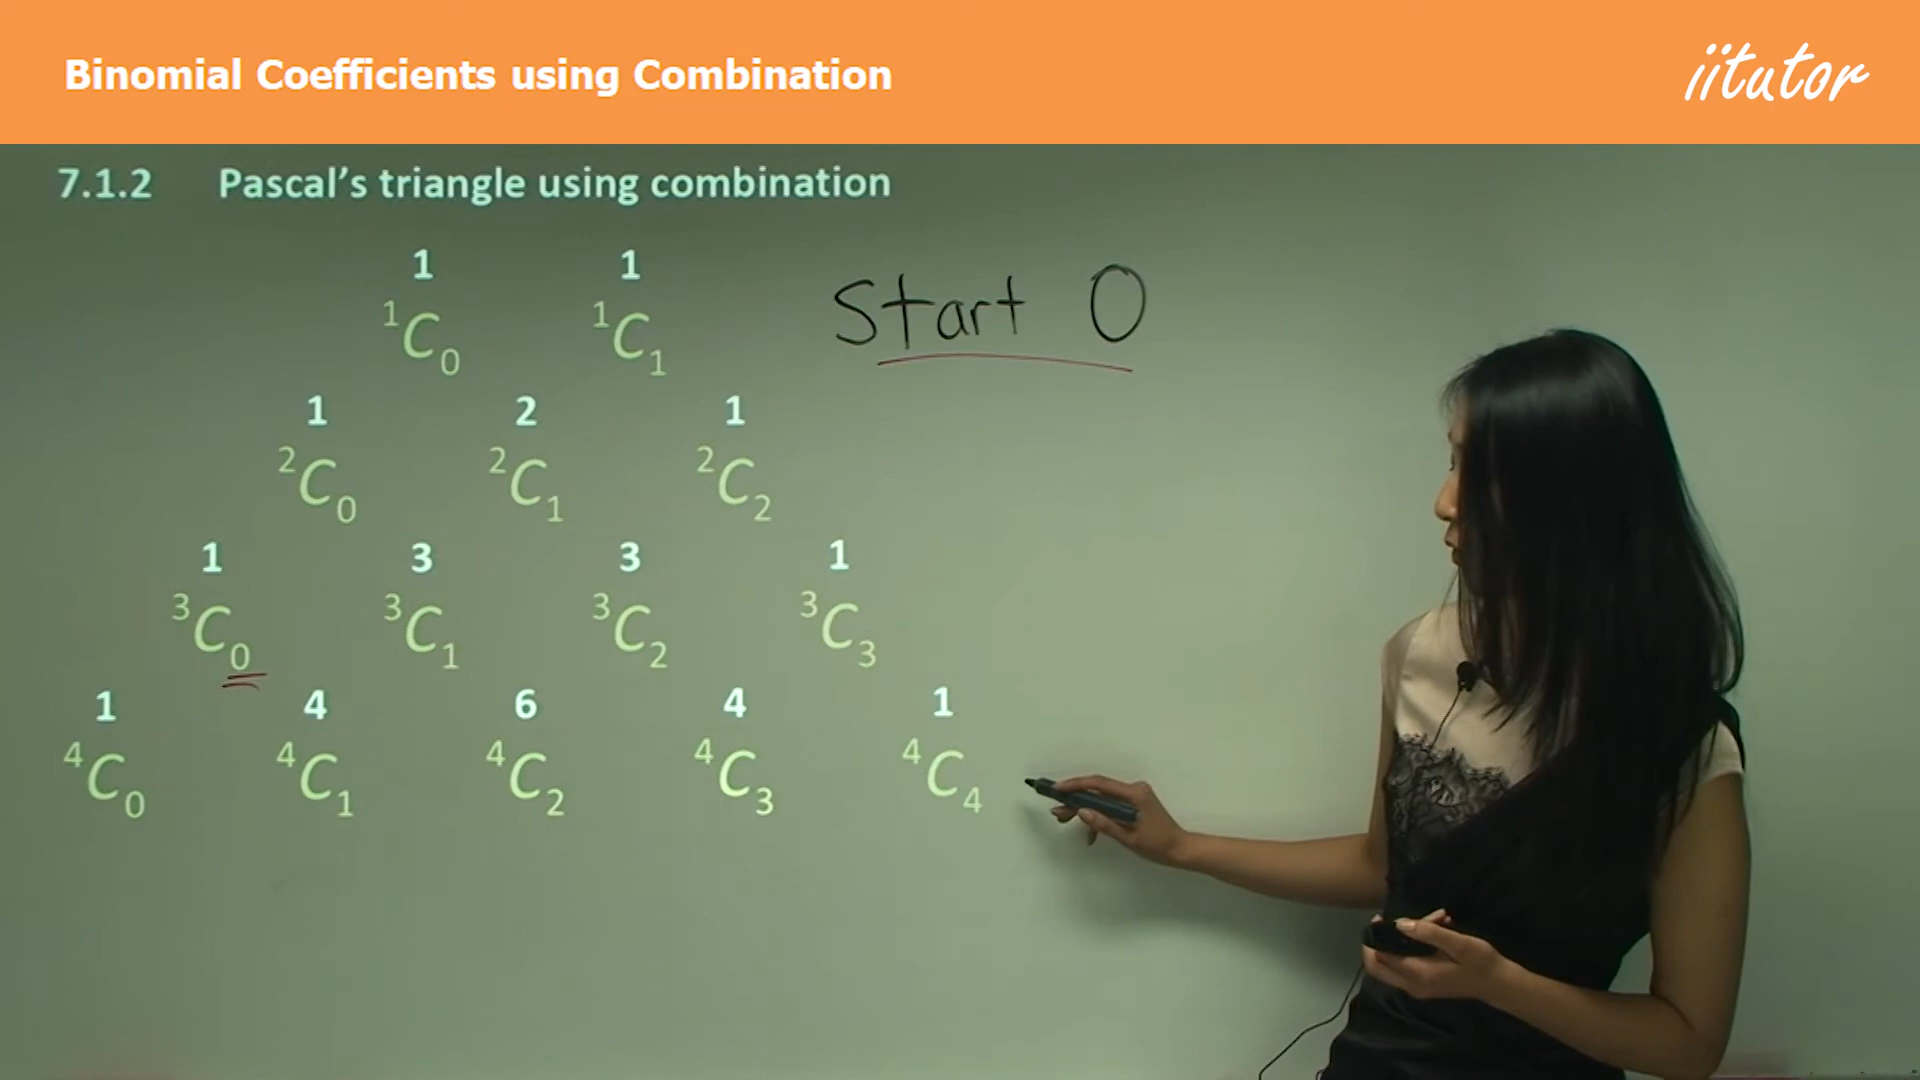 Binomial Coefficients using Combination
iitutor
7.1.2 Pascal's triangle using combination
1 1
¹C₀ ¹C₁
Start 0
1 2 1
²C₀ ²C₁ ²C₂
1 3 3 1
³C₀ ³C₁ ³C₂ ³C₃
1 4 6 4 1
⁴C₀ ⁴C₁ ⁴C₂ ⁴C₃ ⁴C₄